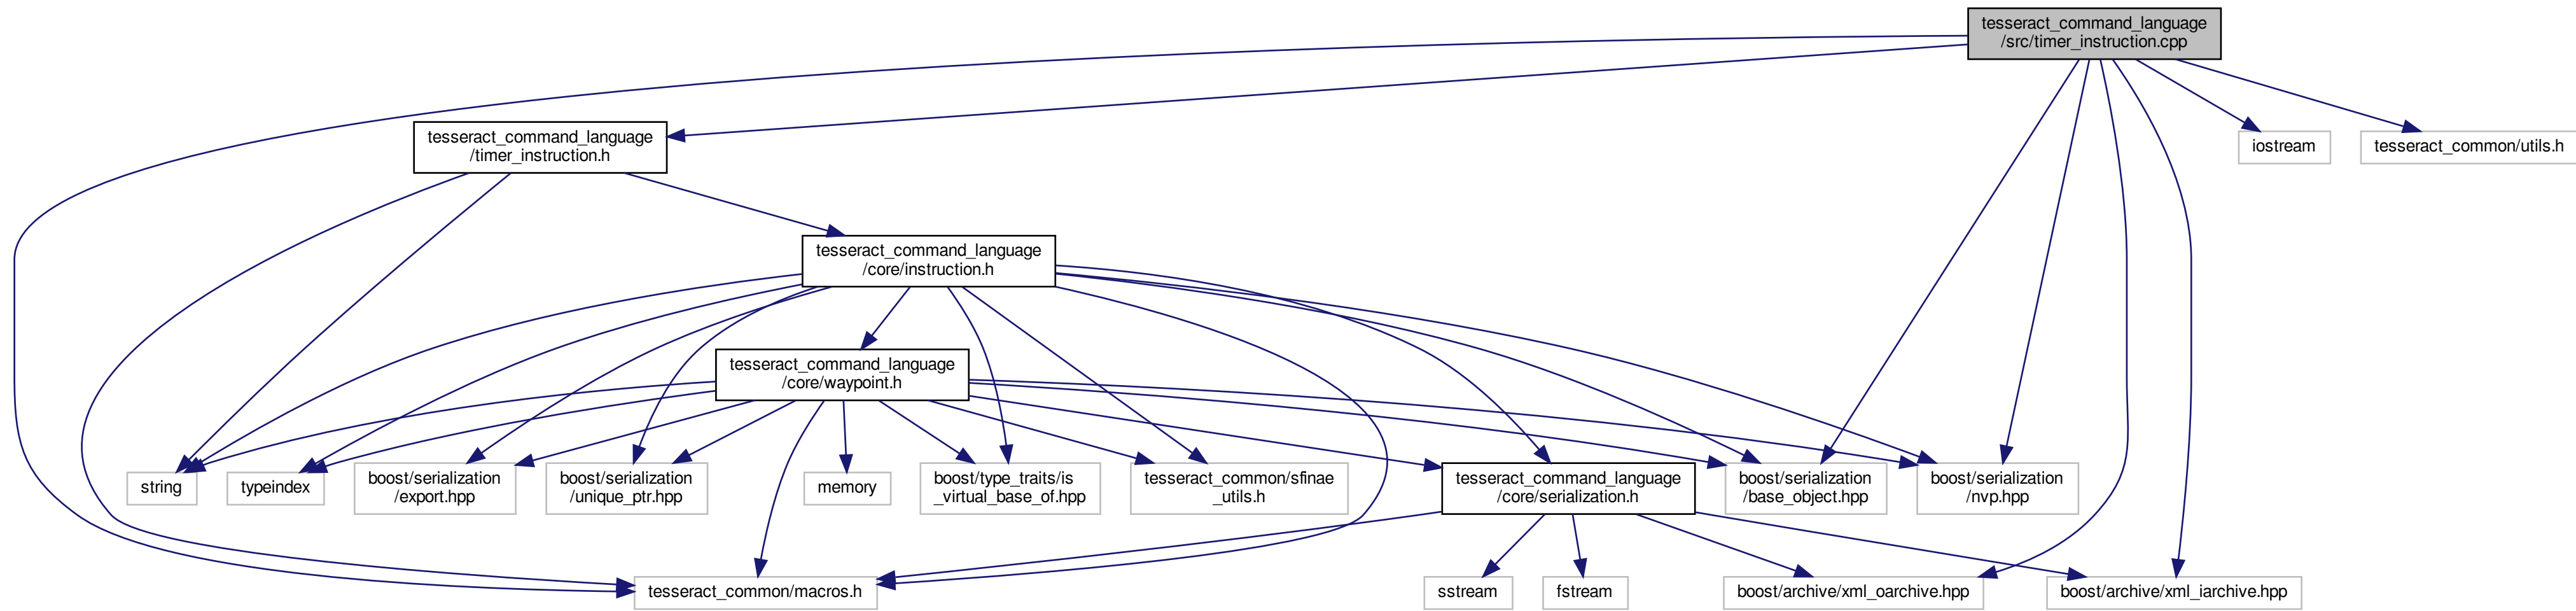 tesseract_command_language
/src/timer_instruction.cpp
tesseract_command_language
/timer_instruction.h
iostream
tesseract_common/utils.h
tesseract_command_language
/core/instruction.h
tesseract_command_language
/core/waypoint.h
string
typeindex
boost/serialization
/export.hpp
boost/serialization
/unique_ptr.hpp
memory
boost/type_traits/is
_virtual_base_of.hpp
tesseract_common/sfinae
_utils.h
tesseract_command_language
/core/serialization.h
boost/serialization
/base_object.hpp
boost/serialization
/nvp.hpp
tesseract_common/macros.h
sstream
fstream
boost/archive/xml_oarchive.hpp
boost/archive/xml_iarchive.hpp